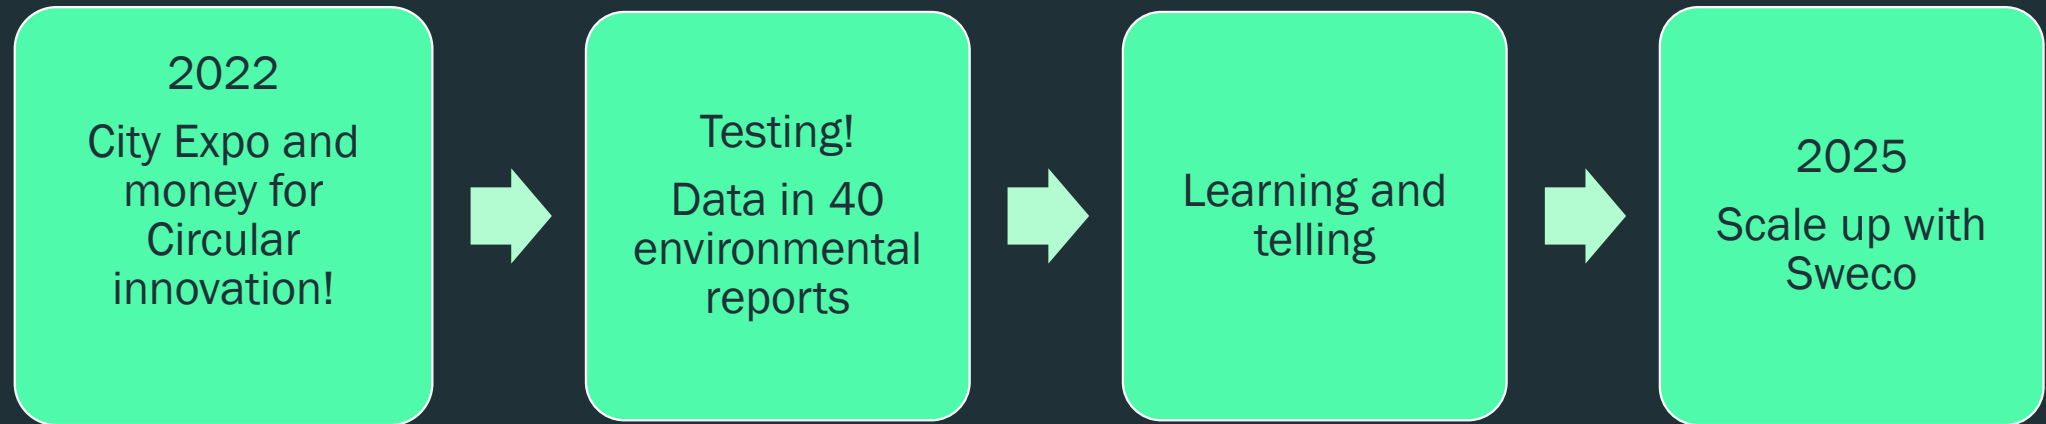 2022
City Expo and
money for
Circular
innovation!
Testing!
Data in 40
environmental
reports
Learning and
telling
2025
Scale up with
Sweco